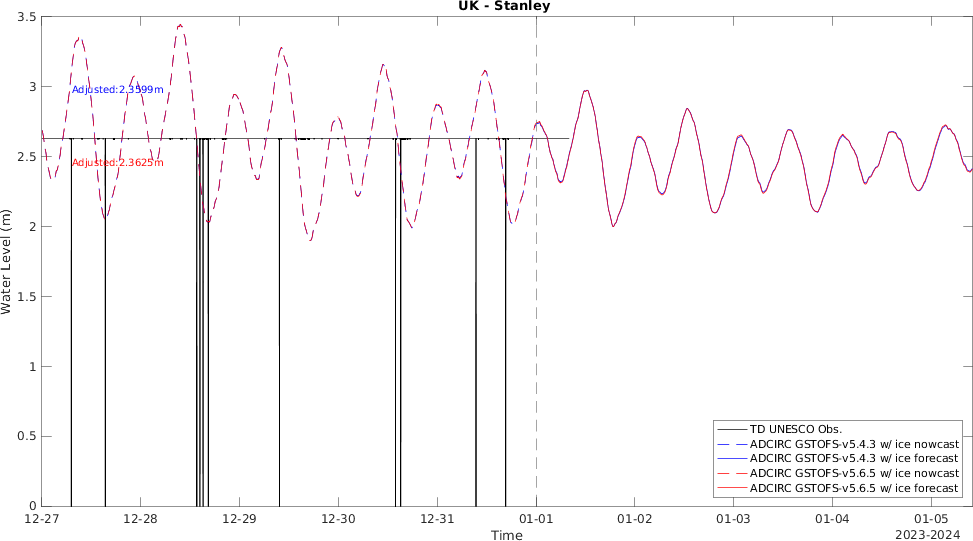 UK - Stanley
3.5
3
2.5
2
1.5
1
0.5
0
Water Level (m)
Adjusted:2.3599m
Adjusted:2.3625m
TD UNESCO Obs.
ADCIRC GSTOFS-v5.4.3 w/ ice nowcast
ADCIRC GSTOFS-v5.4.3 w/ ice forecast
ADCIRC GSTOFS-v5.6.5 w/ ice nowcast
ADCIRC GSTOFS-v5.6.5 w/ ice forecast
12-27 12-28 12-29 12-30 12-31 01-01 01-02 01-03 01-04 01-05
Time
2023-2024